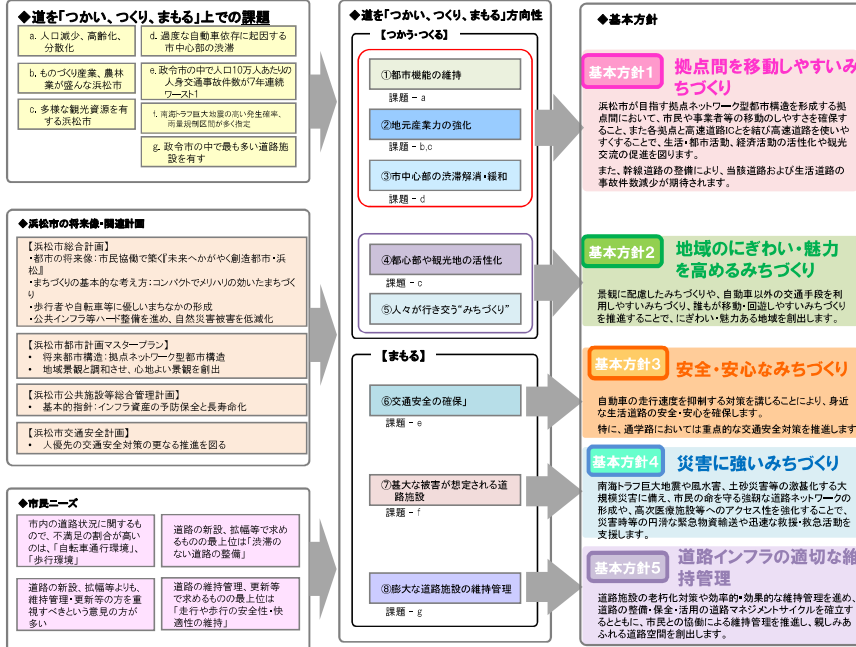 ◆道を「つかい、つくり、まもる」上での課題
a. 人口減少、高齢化、
分散化
b. ものづくり産業、農林
業が盛んな浜松市
c. 多様な観光資源を有
する浜松市
d. 過度な自動車依存に起因する
市中心部の渋滞
e. 政令市の中で人口10万人あたりの
人身交通事故件数が7年連続
ワースト1
f. 南海トラフ巨大地震の高い発生確率、
雨量規制区間が多く指定
g. 政令市の中で最も多い道路施
設を有す
◆浜松市の将来像・関連計画
【浜松市総合計画】
・都市の将来像：市民協働で築く『未来へかがやく創造都市・浜
松』
・まちづくりの基本的な考え方：コンパクトでメリハリの効いたまちづく
り
・歩行者や自転車等に優しいまちなかの形成
・公共インフラ等ハード整備を進め、自然災害被害を低減化
【浜松市都市計画マスタープラン】
• 将来都市構造：拠点ネットワーク型都市構造
• 地域景観と調和させ、心地よい景観を創出
【浜松市公共施設等総合管理計画】
• 基本的指針：インフラ資産の予防保全と長寿命化
【浜松市交通安全計画】
• 人優先の交通安全対策の更なる推進を図る
◆市民ニーズ
市内の道路状況に関するも
ので、不満足の割合が高い
のは、「自転車通行環境」、
「歩行環境」
道路の新設、拡幅等で求め
るものの最上位は「渋滞の
ない道路の整備」
道路の新設、拡幅等よりも、
維持管理・更新等の方を重
視すべきという意見の方が
多い
道路の維持管理、更新等
で求めるものの最上位は
「走行や歩行の安全性・快
適性の維持」
◆道を「つかい、つくり、まもる」方向性
【つかう・つくる】
①都市機能の維持
課題－a
②地元産業力の強化
課題－b,c
③市中心部の渋滞解消・緩和
課題－d
④都心部や観光地の活性化
課題－c
⑤人々が行き交う“みちづくり”
【まもる】
⑥交通安全の確保」
課題－e
⑦甚大な被害が想定される道
路施設
課題－f
⑧膨大な道路施設の維持管理
課題－g
◆基本方針
基本方針1
拠点間を移動しやすいみ
ちづくり
浜松市が目指す拠点ネットワーク型都市構造を形成する拠
点間において、市民や事業者等の移動のしやすさを確保す
ること、また各拠点と高速道路ICとを結び高速道路を使いや
すくすることで、生活・都市活動、経済活動の活性化や観光
交流の促進を図ります。
また、幹線道路の整備により、当該道路および生活道路の
事故件数減少が期待されます。
基本方針2
地域のにぎわい・魅力
を高めるみちづくり
景観に配慮したみちづくりや、自動車以外の交通手段を利
用しやすいみちづくり、誰もが移動・回遊しやすいみちづくり
を推進することで、にぎわい・魅力ある地域を創出します。
基本方針3
安全・安心なみちづくり
自動車の走行速度を抑制する対策を講じることにより、身近
な生活道路の安全・安心を確保します。
特に、通学路においては重点的な交通安全対策を推進します
基本方針4
災害に強いみちづくり
南海トラフ巨大地震や風水害、土砂災害等の激甚化する大
規模災害に備え、市民の命を守る強靭な道路ネットワークの
形成や、高次医療施設等へのアクセス性を強化することで、
災害時等の円滑な緊急物資輸送や迅速な救援・救急活動を
支援します。
基本方針5
道路インフラの適切な維
持管理
道路施設の老朽化対策や効率的・効果的な維持管理を進め、
道路の整備・保全・活用の道路マネジメントサイクルを確立す
るとともに、市民との協働による維持管理を推進し、親しみあ
ふれる道路空間を創出します。